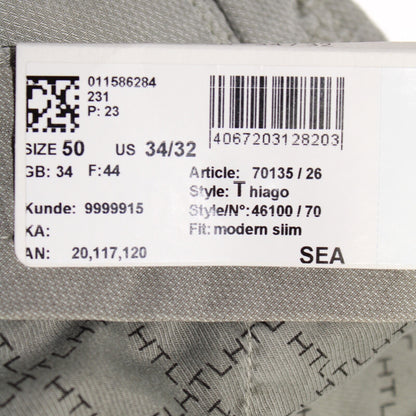 011586284
231
P: 23
4067203128203
SIZE 50 US 34/32
GB: 34 F: 44
Article: 70135 / 26
Style: T hiago
Kunde: 9999915
Style/N°: 46100 / 70
KA:
Fit: modern slim
AN: 20,117,120
SEA
HTLHTLHTLH